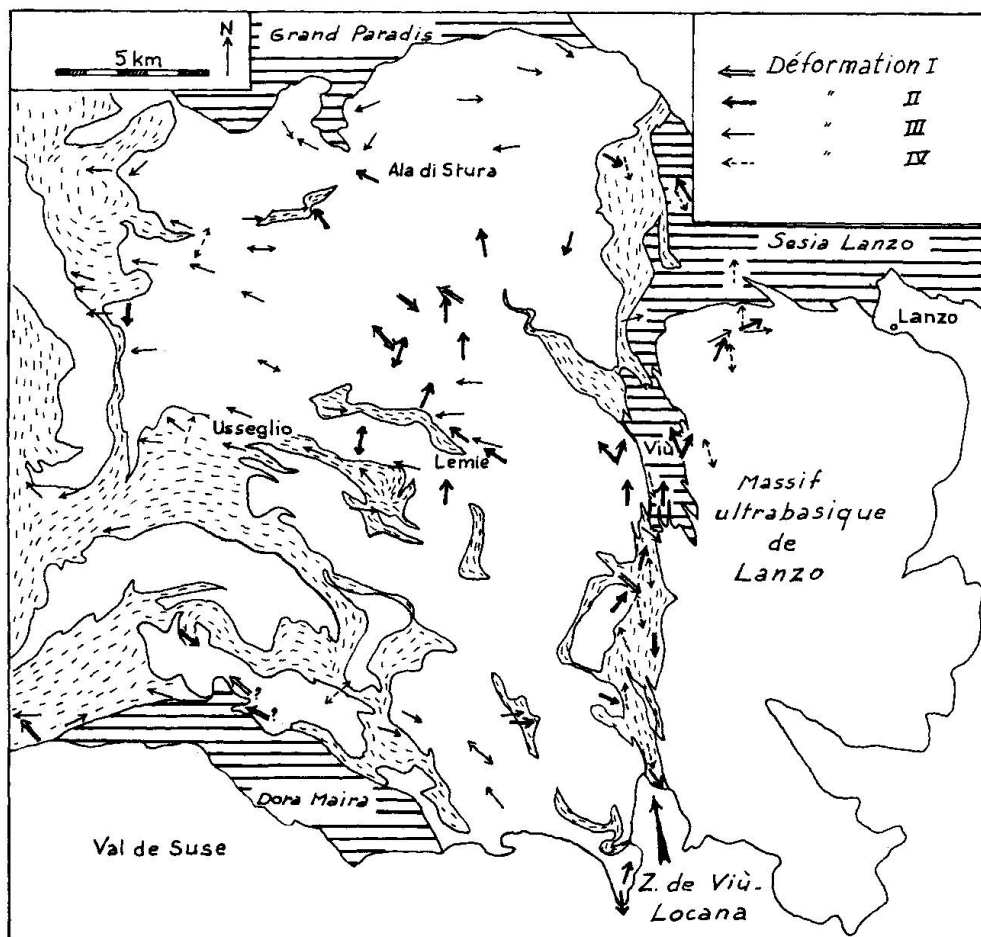 Grand Paradis
N
5 km
Déformation I
" II
" III
" IV
Ala di Stura
Sesia Lanzo
Lanzo
Usseglio
Lemie
Viù
Massif
ultrabasique
de
Lanzo
?
?
Dora Maira
Val de Suse
Z. de Viù-
Locana